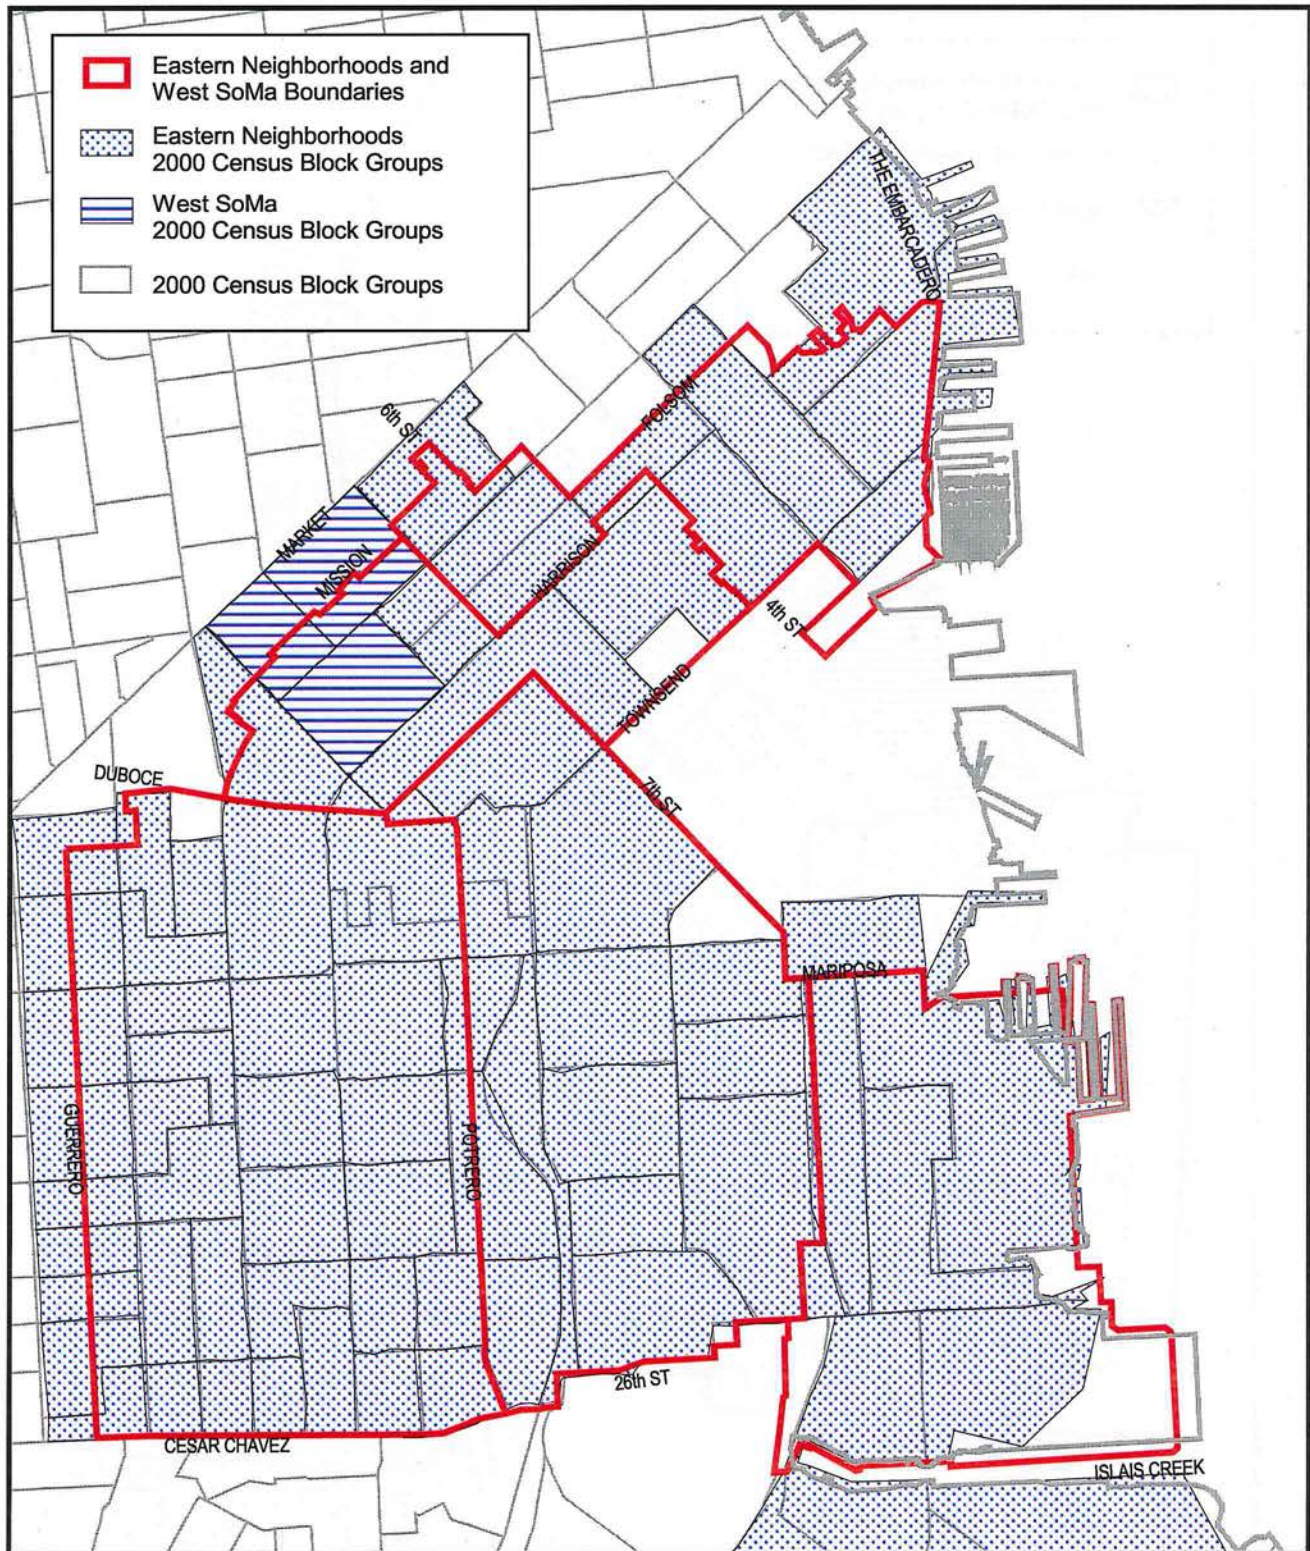 Eastern Neighborhoods and
West SoMa Boundaries
Eastern Neighborhoods
2000 Census Block Groups
West SoMa
2000 Census Block Groups
2000 Census Block Groups
THE EMBARCADERO
FOLSOM
6th ST
MARKET
MISSION
HARRISON
4th ST
TOWNSEND
DUBOCE
7th ST
MARIPOSA
GUERRERO
POTRERO
26th ST
CESAR CHAVEZ
ISLAIS CREEK